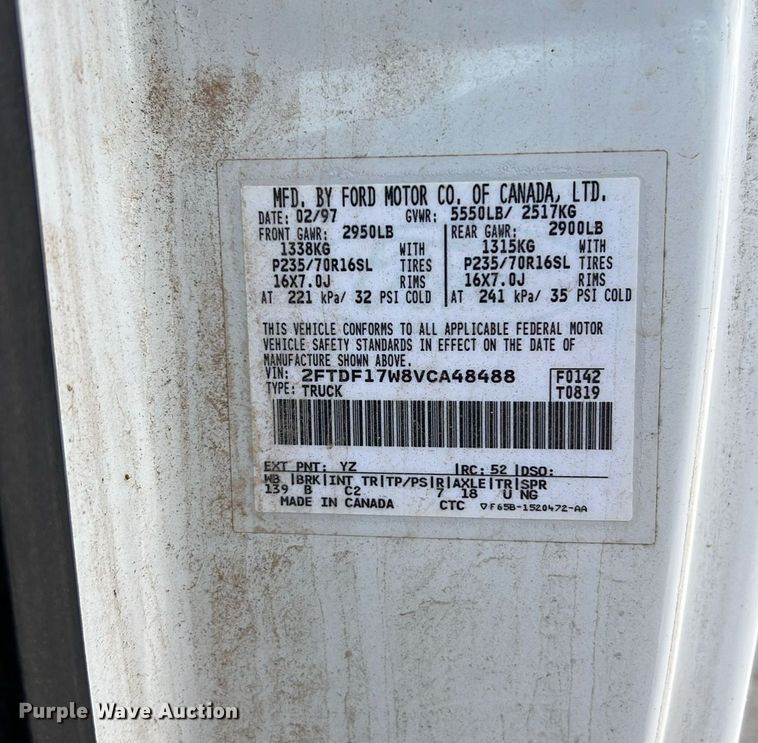 MFD. BY FORD MOTOR CO. OF CANADA, LTD.
DATE: 02/97 GVWR: 5550LB/ 2517KG
FRONT GAWR: 2950LB REAR GAWR: 2900LB
1338KG WITH 1315KG WITH
P235/70R16SL TIRES P235/70R16SL TIRES
16X7.0J RIMS 16X7.0J RIMS
AT 221 kPa/ 32 PSI COLD AT 241 kPa/ 35 PSI COLD
THIS VEHICLE CONFORMS TO ALL APPLICABLE FEDERAL MOTOR
VEHICLE SAFETY STANDARDS IN EFFECT ON THE DATE OF
MANUFACTURE SHOWN ABOVE.
VIN: 2FTDF17W8VCA48488 F0142
TYPE: TRUCK T0819
EXT PNT: YZ RC: 52 DSO:
WB BRK INT TR TP/PS R AXLE TR SPR
139 B C2 7 18 U NG
MADE IN CANADA CTC F65B-1520472-AA
Purple Wave Auction